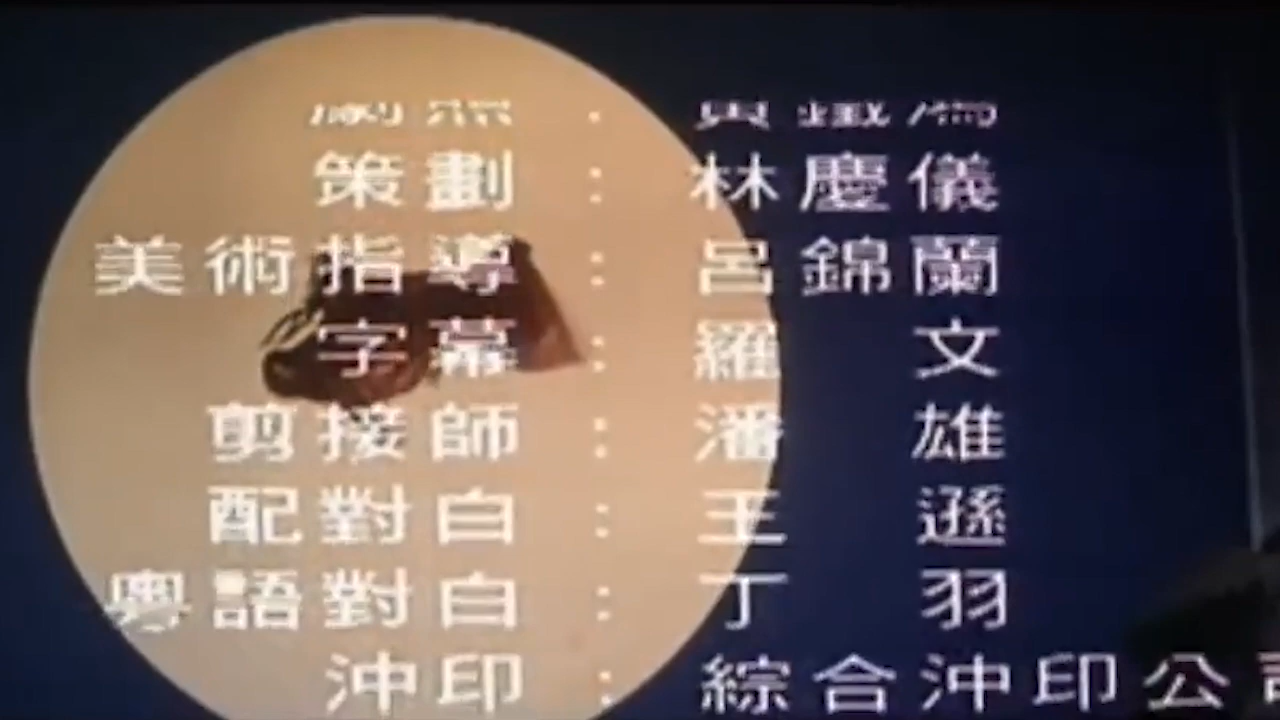 策劃：林慶儀
美術指導：呂錦蘭
字幕：羅文
剪接師：潘雄
配對白：王遜
粵語對白：丁羽
沖印：綜合沖印公司